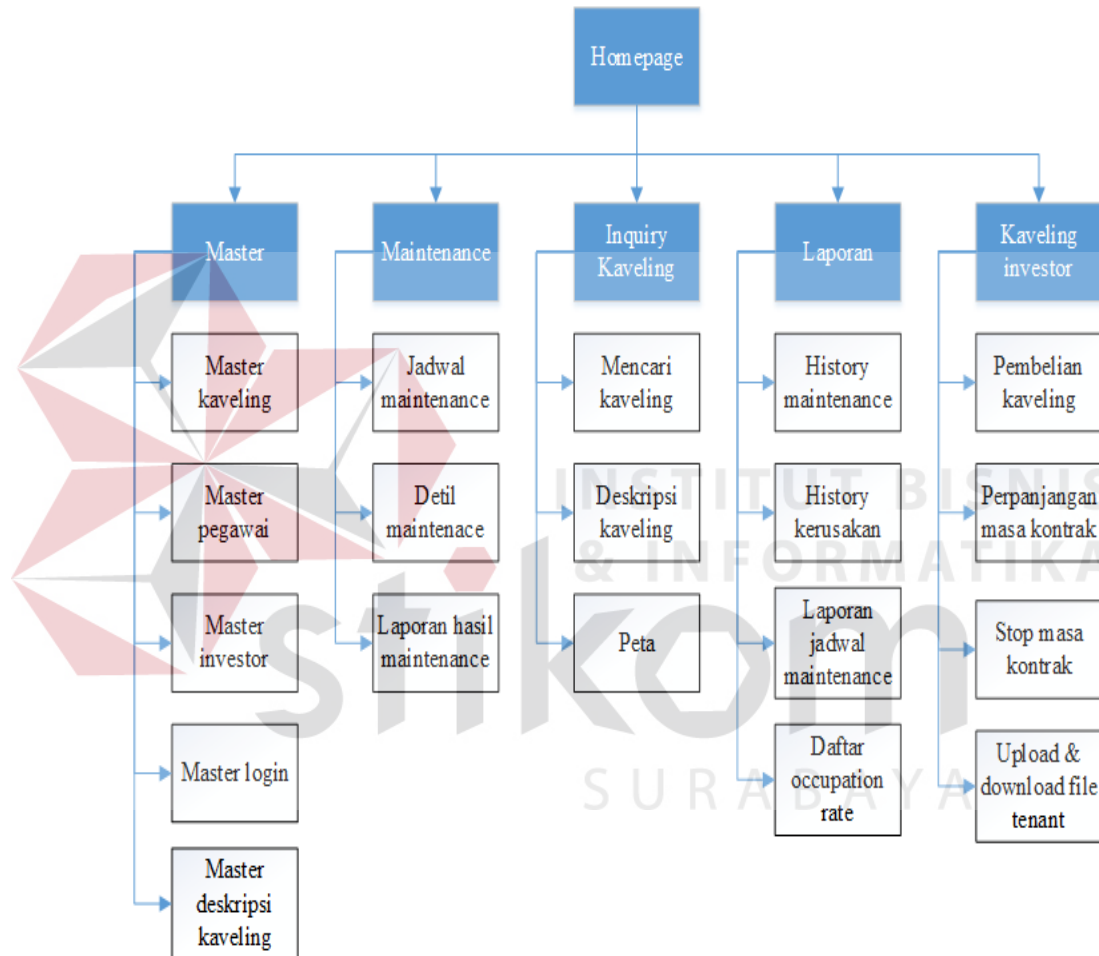 Homepage
Master
Maintenance
Inquiry
Kaveling
Laporan
Kaveling
investor
Master
kaveling
Jadwal
maintenance
Mencari
kaveling
History
maintenance
Pembelian
kaveling
Master
pegawai
Detil
maintenace
Deskripsi
kaveling
History
kerusakan
Perpanjangan
masa kontrak
Master
investor
Laporan hasil
maintenance
Peta
Laporan
jadwal
maintenance
Stop masa
kontrak
Master login
Daftar
occupation
rate
Upload &
download file
tenant
Master
deskripsi
kaveling
INSTITUT BISNIS
& INFORMATIKA
stikom
SURABAYA